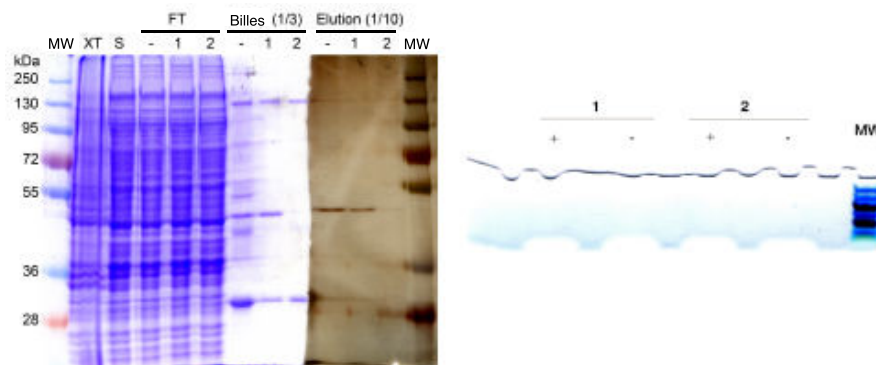 FT Billes (1/3) Elution (1/10)
MW XT S - 1 2 - 1 2 - 1 2 MW
kDa
250
130
95
72
55
36
28
1 2
+ - + -
MW